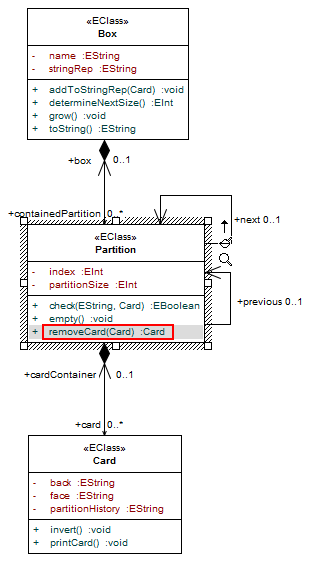 «EClass»
Box
- name :EString
- stringRep :EString
+ addToStringRep(Card) :void
+ determineNextSize() :EInt
+ grow() :void
+ toString() :EString
+box 0..1
+containedPartition 0..*
+next 0..1
«EClass»
Partition
- index :EInt
- partitionSize :EInt
+previous 0..1
+ check(EString, Card) :EBoolean
+ empty() :void
+ removeCard(Card) :Card
+cardContainer 0..1
+card 0..*
«EClass»
Card
- back :EString
- face :EString
- partitionHistory :EString
+ invert() :void
+ printCard() :void